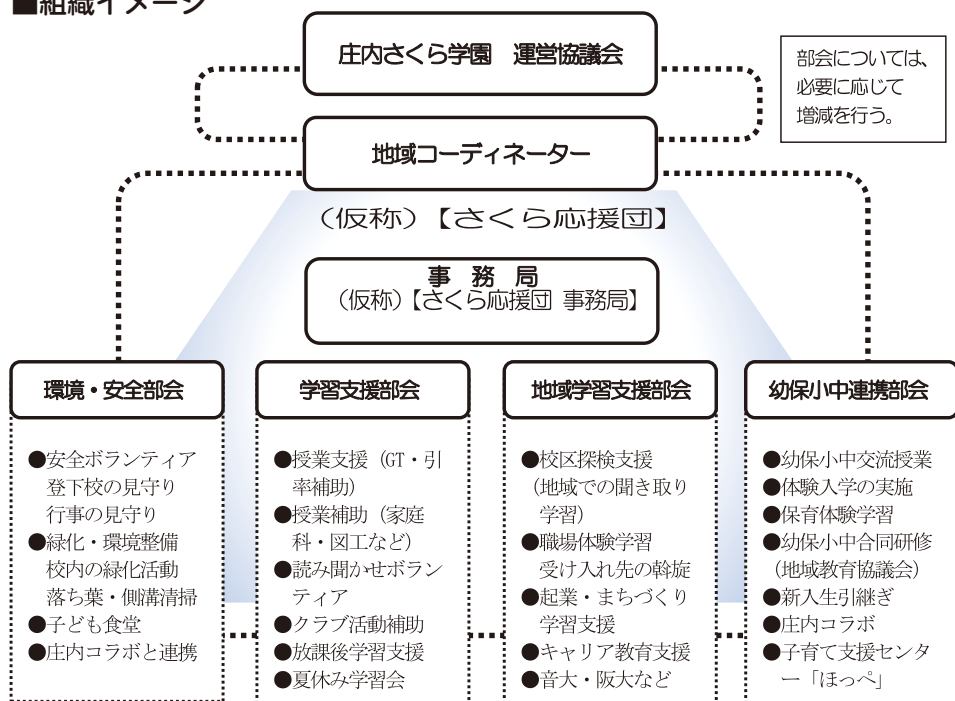 ■組織イメージ
庄内さくら学園　運営協議会
部会については、
必要に応じて
増減を行う。
地域コーディネーター
（仮称）【さくら応援団】
事　務　局
（仮称）【さくら応援団 事務局】
環境・安全部会
●安全ボランティア
登下校の見守り
行事の見守り
●緑化・環境整備
校内の緑化活動
落ち葉・側溝清掃
●子ども食堂
●庄内コラボと連携
学習支援部会
●授業支援（GT・引
率補助）
●授業補助（家庭
科・図工など）
●読み聞かせボラン
ティア
●クラブ活動補助
●放課後学習支援
●夏休み学習会
地域学習支援部会
●校区探検支援
（地域での聞き取り
学習）
●職場体験学習
受け入れ先の斡旋
●起業・まちづくり
学習支援
●キャリア教育支援
●音大・阪大など
幼保小中連携部会
●幼保小中交流授業
●体験入学の実施
●保育体験学習
●幼保小中合同研修
（地域教育協議会）
●新入生引継ぎ
●庄内コラボ
●子育て支援センタ
ー「ほっぺ」